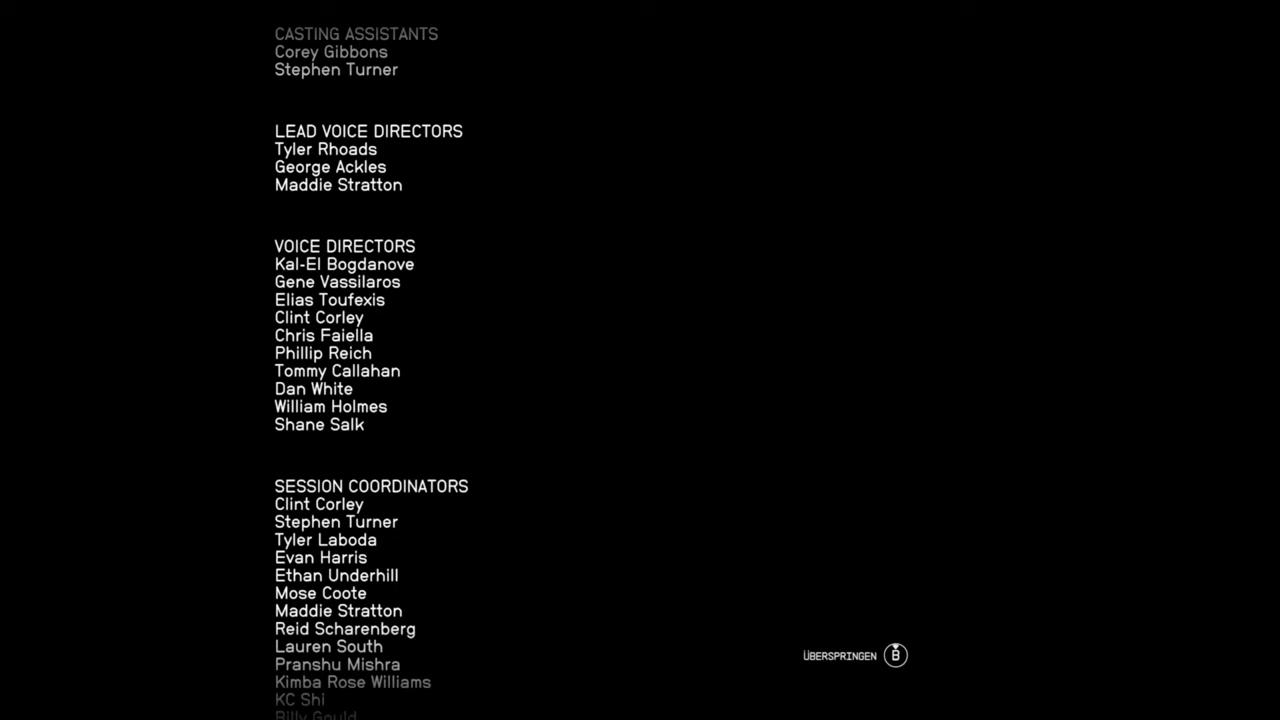 CASTING ASSISTANTS
Corey Gibbons
Stephen Turner
LEAD VOICE DIRECTORS
Tyler Rhoads
George Ackles
Maddie Stratton
VOICE DIRECTORS
Kal-El Bogdanove
Gene Vassilaros
Elias Toufexis
Clint Corley
Chris Faiella
Phillip Reich
Tommy Callahan
Dan White
William Holmes
Shane Salk
SESSION COORDINATORS
Clint Corley
Stephen Turner
Tyler Laboda
Evan Harris
Ethan Underhill
Mose Coote
Maddie Stratton
Reid Scharenberg
Lauren South
Pranshu Mishra
Kimba Rose Williams
KC Shi
Billy Gould
ÜBERSPRINGEN B